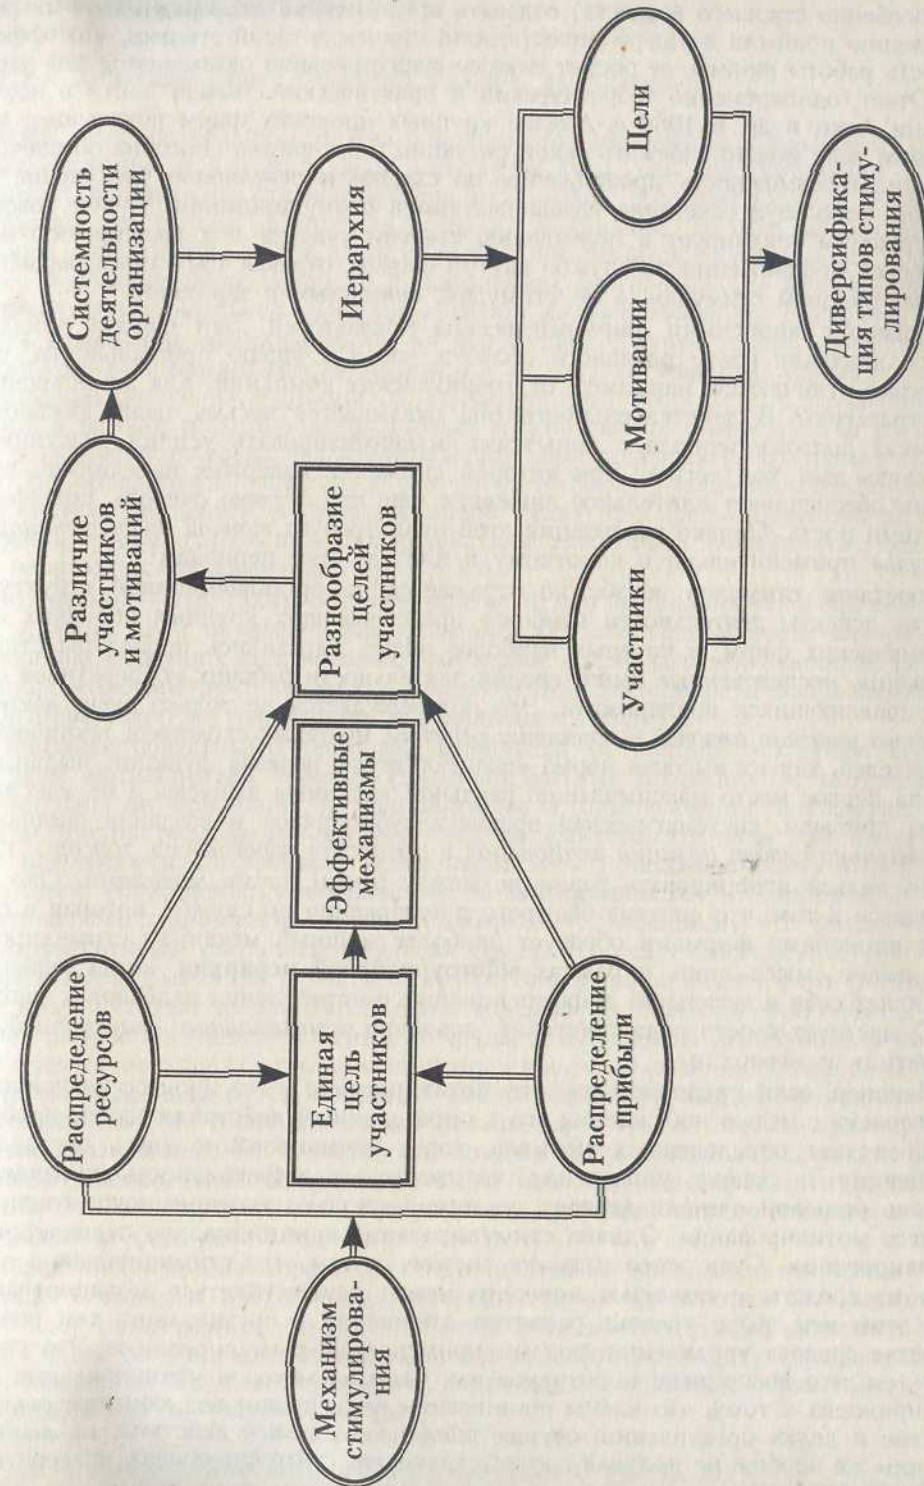 Механизм
стимулирова-
ния
Распределение
ресурсов
Единая
цель
участников
Распределение
прибыли
Эффективные
механизмы
Разнообразие
целей
участников
Различие
участников
и мотиваций
Системность
деятельности
организации
Иерархия
Участники
Мотивации
Цели
Диверсифика-
ция типов стиму-
лирования